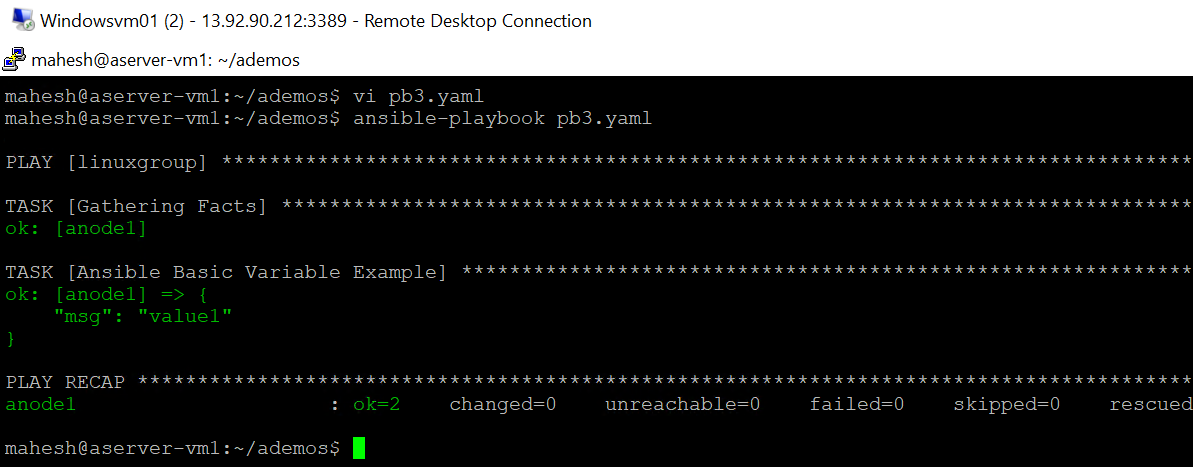 Windowsvm01 (2) - 13.92.90.212:3389 - Remote Desktop Connection
mahesh@aserver-vm1: ~/ademos
mahesh@aserver-vm1:~/ademos$ vi pb3.yaml
mahesh@aserver-vm1:~/ademos$ ansible-playbook pb3.yaml
PLAY [linuxgroup] *********************************************************************************
TASK [Gathering Facts] ****************************************************************************
ok: [anode1]
TASK [Ansible Basic Variable Example] *************************************************************
ok: [anode1] => {
    "msg": "value1"
}
PLAY RECAP ****************************************************************************************
anode1                     : ok=2    changed=0    unreachable=0    failed=0    skipped=0    rescued
mahesh@aserver-vm1:~/ademos$